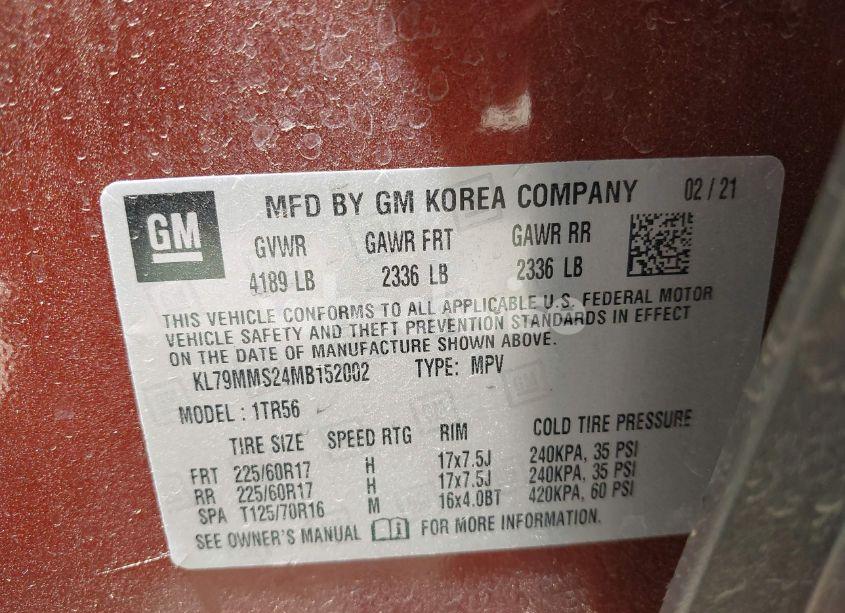 GM
MFD BY GM KOREA COMPANY 02 / 21
GVWR GAWR FRT GAWR RR
4189 LB 2336 LB 2336 LB
THIS VEHICLE CONFORMS TO ALL APPLICABLE U.S. FEDERAL MOTOR
VEHICLE SAFETY AND THEFT PREVENTION STANDARDS IN EFFECT
ON THE DATE OF MANUFACTURE SHOWN ABOVE.
KL79MMS24MB152002 TYPE: MPV
MODEL : 1TR56
TIRE SIZE SPEED RTG RIM COLD TIRE PRESSURE
FRT 225/60R17 H 17x7.5J 240KPA, 35 PSI
RR 225/60R17 H 17x7.5J 240KPA, 35 PSI
SPA T125/70R16 M 16x4.0BT 420KPA, 60 PSI
SEE OWNER'S MANUAL FOR MORE INFORMATION.